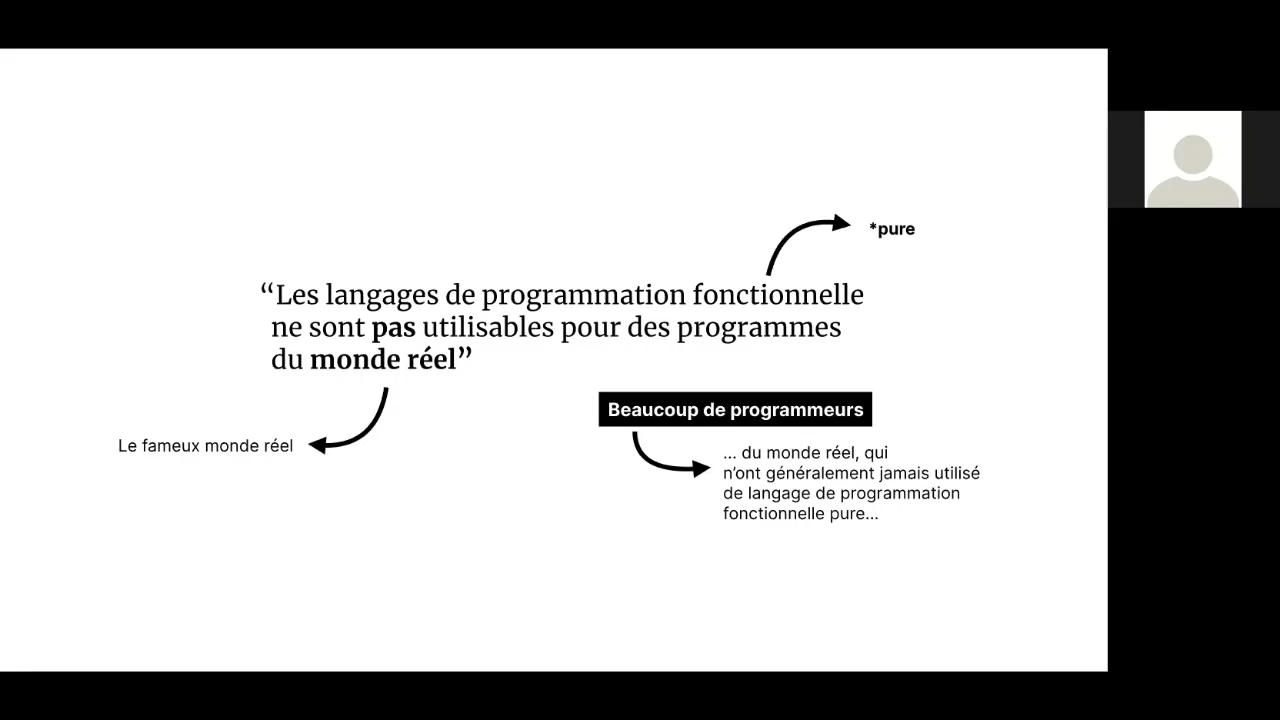 *pure
“Les langages de programmation fonctionnelle
ne sont pas utilisables pour des programmes
du monde réel”
Beaucoup de programmeurs
Le fameux monde réel
... du monde réel, qui
n’ont généralement jamais utilisé
de langage de programmation
fonctionnelle pure...